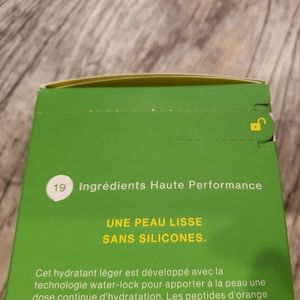 19 Ingrédients Haute Performance
UNE PEAU LISSE
SANS SILICONES.
Cet hydratant léger est développé avec la
technologie water-lock pour apporter à la peau une
dose continue d'hydratation. Les peptides d'orange